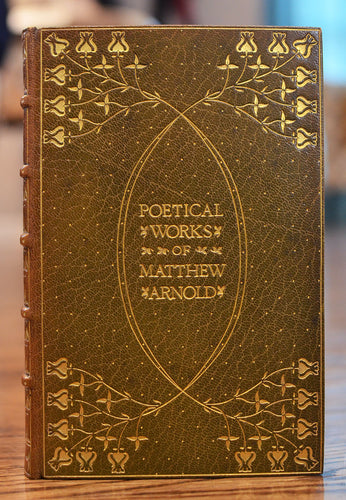 POETICAL
WORKS
OF
MATTHEW
ARNOLD